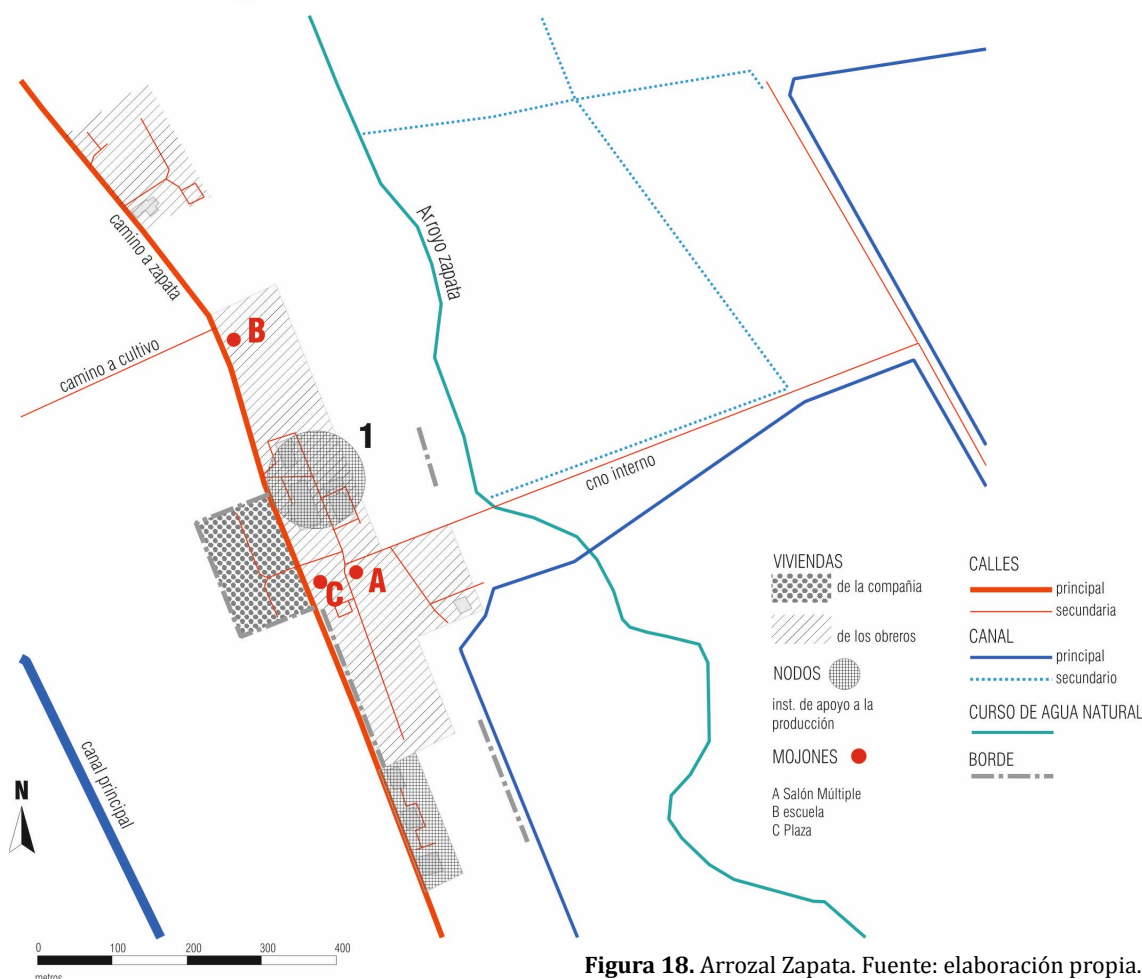 camino a zapata
Arroyo zapata
B
camino a cultivo
1
cno interno
A
C
canal principal
N
0 100 200 300 400
metros
VIVIENDAS
de la compañia
de los obreros
NODOS
inst. de apoyo a la
producción
MOJONES
A Salón Múltiple
B escuela
C Plaza
CALLES
principal
secundaria
CANAL
principal
secundario
CURSO DE AGUA NATURAL
BORDE
Figura 18. Arrozal Zapata. Fuente: elaboración propia.